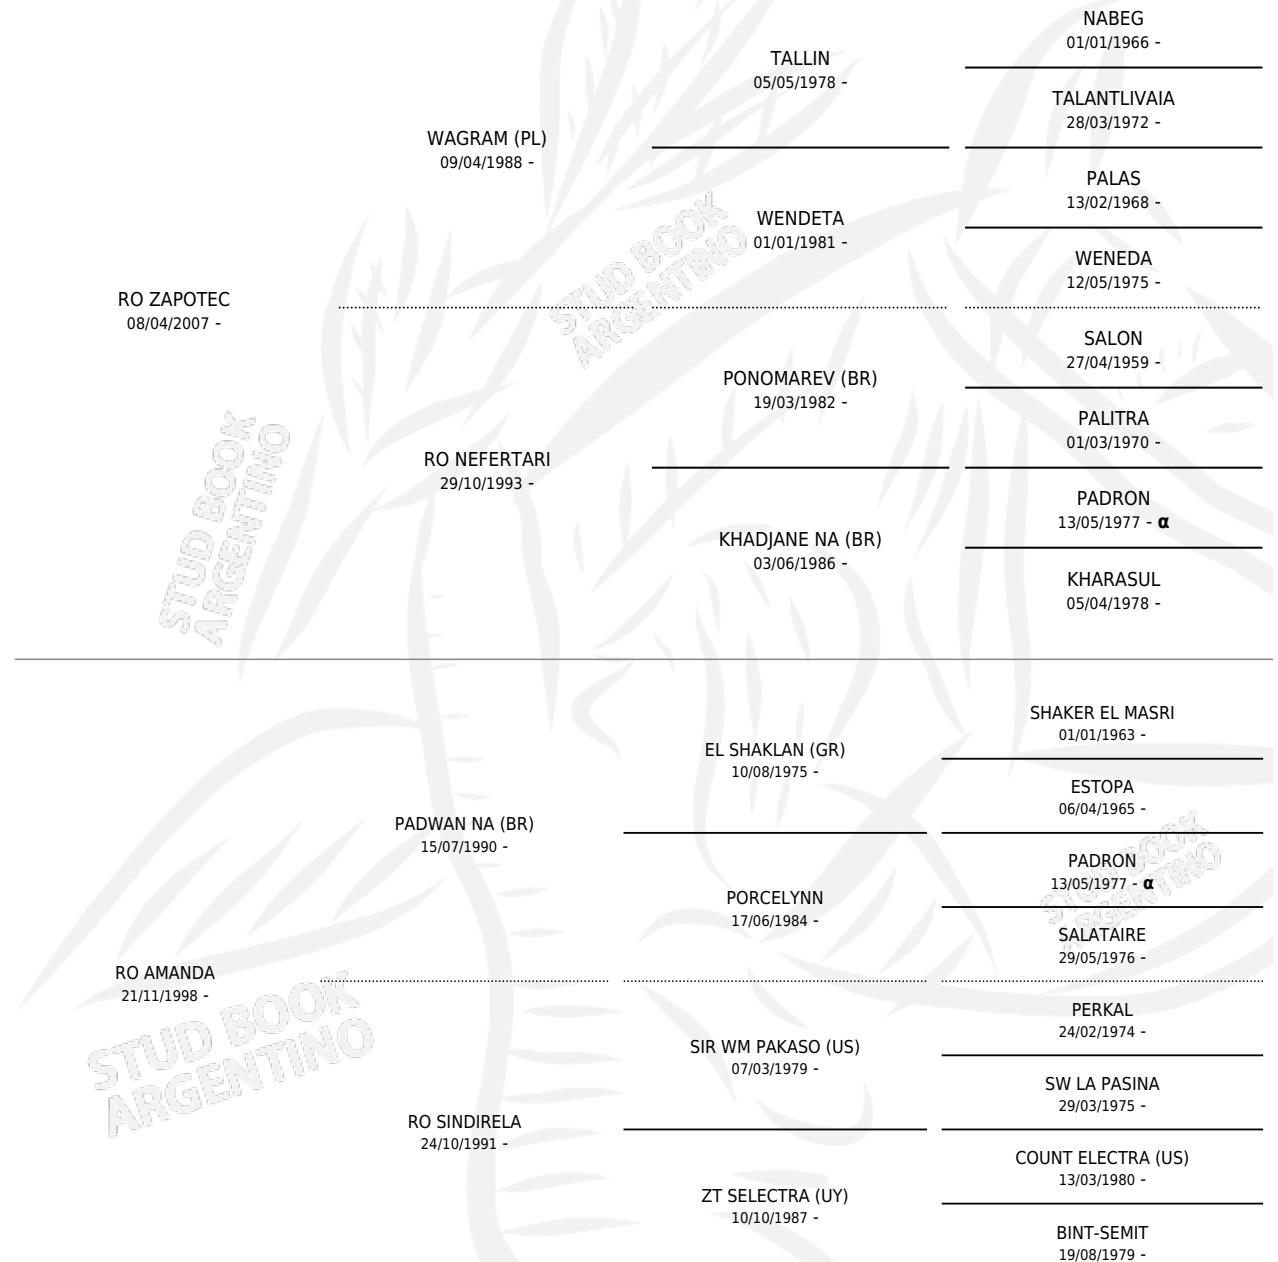 NABEG
01/01/1966 -
TALLIN
05/05/1978 -
TALANTLIVAIA
28/03/1972 -
WAGRAM (PL)
09/04/1988 -
PALAS
13/02/1968 -
WENDETA
01/01/1981 -
WENEDA
12/05/1975 -
RO ZAPOTEC
08/04/2007 -
SALON
27/04/1959 -
PONOMAREV (BR)
19/03/1982 -
PALITRA
01/03/1970 -
RO NEFERTARI
29/10/1993 -
PADRON
13/05/1977 - α
KHADJANE NA (BR)
03/06/1986 -
KHARASUL
05/04/1978 -
SHAKER EL MASRI
01/01/1963 -
EL SHAKLAN (GR)
10/08/1975 -
ESTOPA
06/04/1965 -
PADWAN NA (BR)
15/07/1990 -
PADRON
13/05/1977 - α
PORCELYNN
17/06/1984 -
SALATAIRE
29/05/1976 -
RO AMANDA
21/11/1998 -
PERKAL
24/02/1974 -
SIR WM PAKASO (US)
07/03/1979 -
SW LA PASINA
29/03/1975 -
RO SINDIRELA
24/10/1991 -
COUNT ELECTRA (US)
13/03/1980 -
ZT SELECTRA (UY)
10/10/1987 -
BINT-SEMIT
19/08/1979 -
STUD BOOK
ARGENTINO
STUD BOOK
ARGENTINO
STUD BOOK
ARGENTINO
STUD BOOK
ARGENTINO